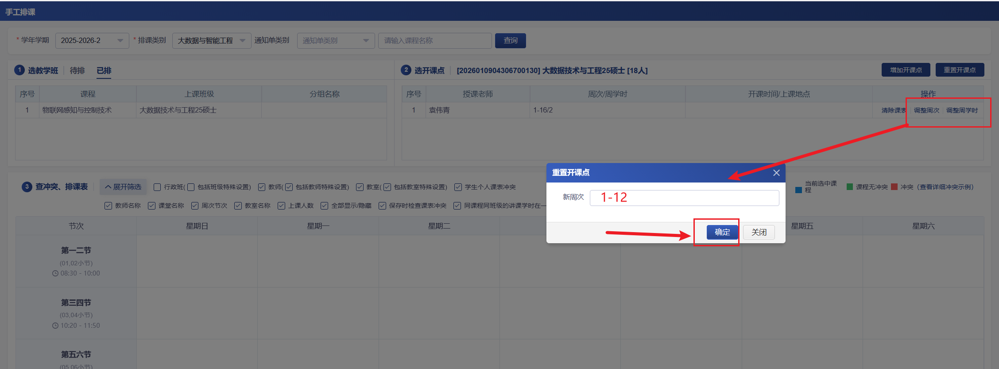 手工排课
* 学年学期 2025-2026-2 * 排课类别 大数据与智能工程 通知单类别 通知单类别 请输入课程名称 查询
1 选教学班 待排 已排
序号 课程 上课班级 分组名称
1 物联网感知与控制技术 大数据技术与工程25硕士
2 选开课点 [2026010904306700130] 大数据技术与工程25硕士 [18人] 增加开课点 重置开课点
序号 授课老师 周次/周学时 开课时间/上课地点 操作
1 袁伟青 1-16/2 清除课表 调整周次 调整周学时
重置开课点
新周次 1-12
确定 关闭
3 查冲突、排课表 展开筛选 行政班( 包括班级特殊设置) 教师( 包括教师特殊设置) 教室( 包括教室特殊设置) 学生个人课表冲突
当前选中课
程
课程无冲突 冲突 (查看详细冲突示例)
教师名称 课堂名称 周次节次 教室名称 上课人数 全部显示/隐藏 保存时检查课表冲突 同课程同班级的讲课学时在一
节次 星期日 星期一 星期二 星期五 星期六
第一二节
(01,02小节)
08:30 - 10:00
第三四节
(03,04小节)
10:20 - 11:50
第五六节
(05,06小节)